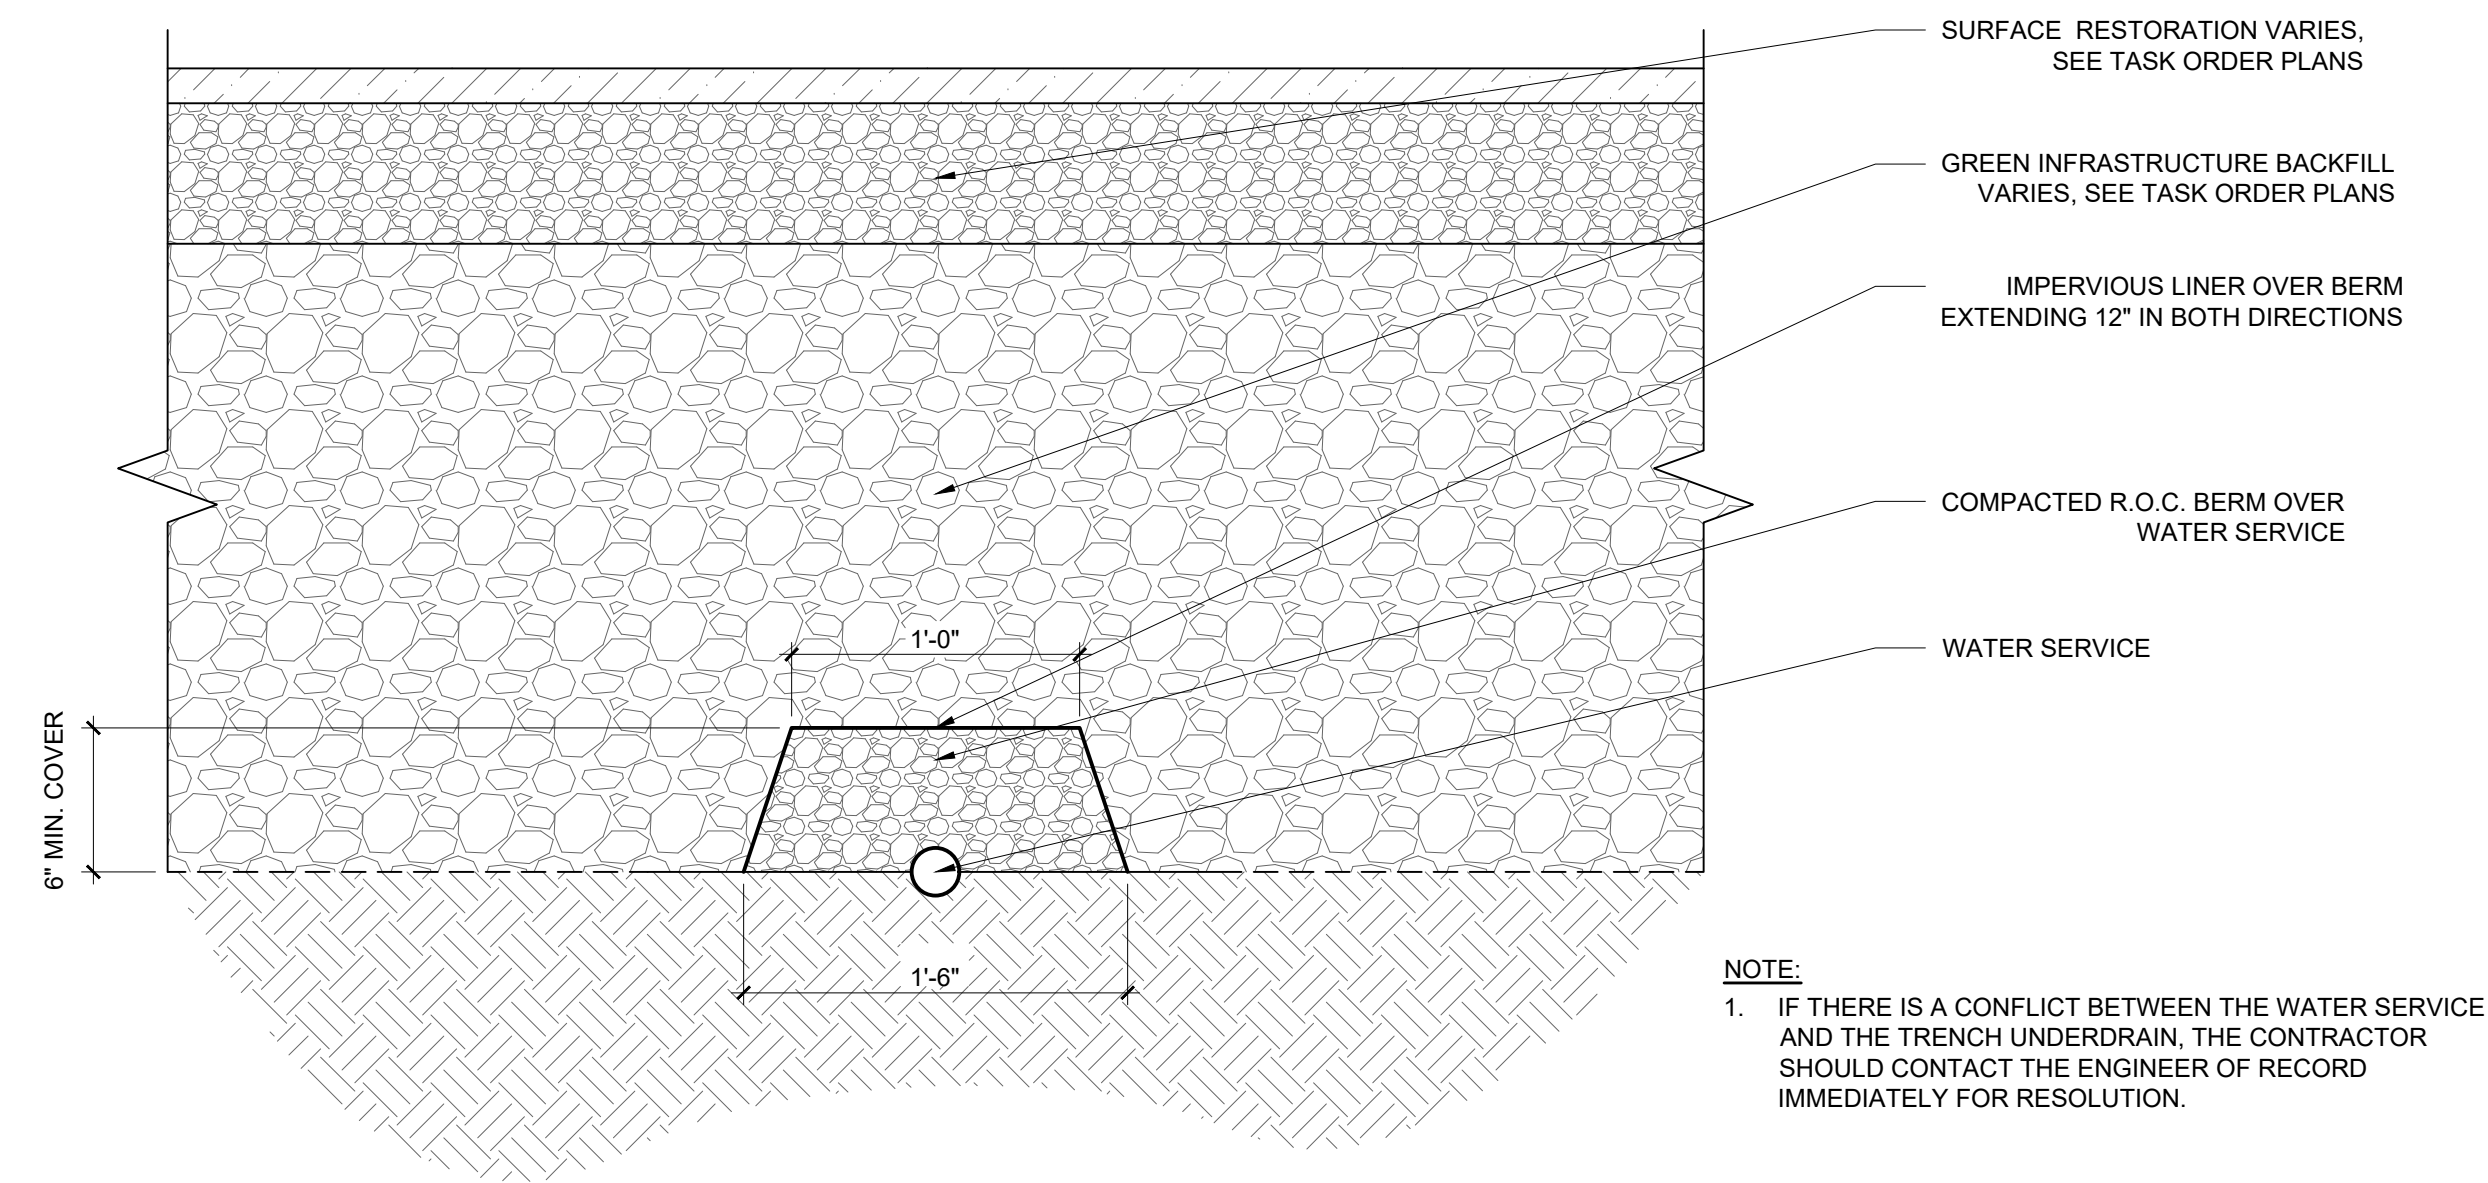 SURFACE RESTORATION VARIES,
SEE TASK ORDER PLANS
GREEN INFRASTRUCTURE BACKFILL
VARIES, SEE TASK ORDER PLANS
IMPERVIOUS LINER OVER BERM
EXTENDING 12" IN BOTH DIRECTIONS
COMPACTED R.O.C. BERM OVER
WATER SERVICE
WATER SERVICE
1'-0"
6" MIN. COVER
1'-6"
NOTE:
1. IF THERE IS A CONFLICT BETWEEN THE WATER SERVICE
AND THE TRENCH UNDERDRAIN, THE CONTRACTOR
SHOULD CONTACT THE ENGINEER OF RECORD
IMMEDIATELY FOR RESOLUTION.